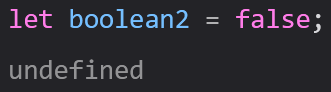 let boolean2 = false;
undefined